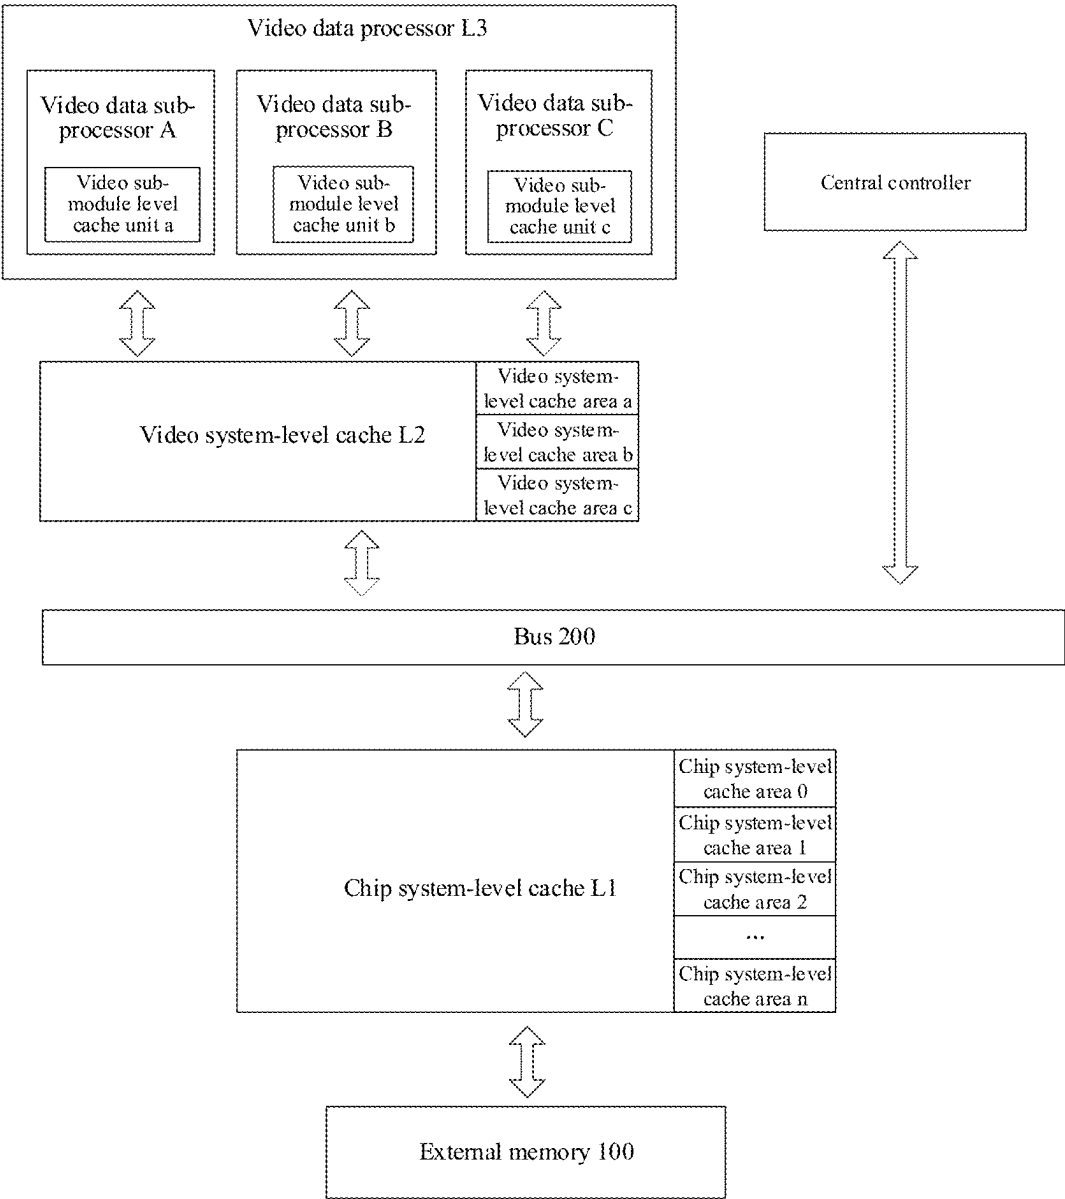 Video data processor L3
Video data sub-
processor A
Video sub-
module level
cache unit a
Video data sub-
processor B
Video sub-
module level
cache unit b
Video data sub-
processor C
Video sub-
module level
cache unit c
Central controller
Video system-level cache L2
Video system-
level cache area a
Video system-
level cache area b
Video system-
level cache area c
Bus 200
Chip system-level cache L1
Chip system-level
cache area 0
Chip system-level
cache area 1
Chip system-level
cache area 2
...
Chip system-level
cache area n
External memory 100